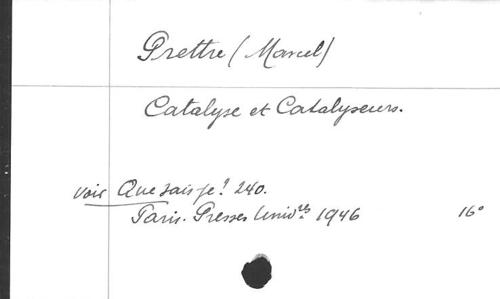 Prettre (Marcel)
Catalyse et Catalyseurs.
voir Que sais je? 240.
Paris. Presses Univ.res 1946 16°